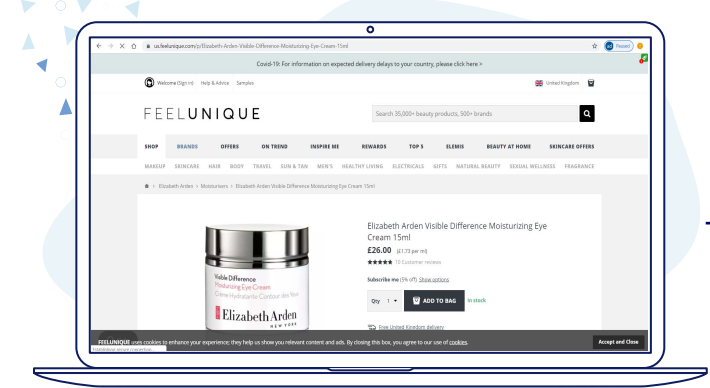 us.feelunique.com/p/Elizabeth-Arden-Visible-Difference-Moisturizing-Eye-Cream-15ml
Paused
Covid-19: For information on expected delivery delays to your country, please click here >
Welcome (Sign in) Help & Advice Samples
United Kingdom
FEELUNIQUE
Search 35,000+ beauty products, 500+ brands
SHOP BRANDS OFFERS ON TREND INSPIRE ME REWARDS TOP 5 ELEMIS BEAUTY AT HOME SKINCARE OFFERS
MAKEUP SKINCARE HAIR BODY TRAVEL SUN & TAN MEN'S HEALTHY LIVING ELECTRICALS GIFTS NATURAL BEAUTY SEXUAL WELLNESS FRAGRANCE
> Elizabeth Arden > Moisturisers > Elizabeth Arden Visible Difference Moisturizing Eye Cream 15ml
Elizabeth Arden Visible Difference Moisturizing Eye
Cream 15ml
£26.00 (£1.73 per ml)
10 Customer reviews
Subscribe me (5% off) Show options
Qty 1 ADD TO BAG In stock
Free United Kingdom delivery
Visible Difference
Moisturizing Eye Cream
Crème Hydratante Contour des Yeux
Elizabeth Arden
NEW YORK
FEELUNIQUE uses cookies to enhance your experience; they help us show you relevant content and ads. By closing this box, you agree to our use of cookies.
Accept and Close